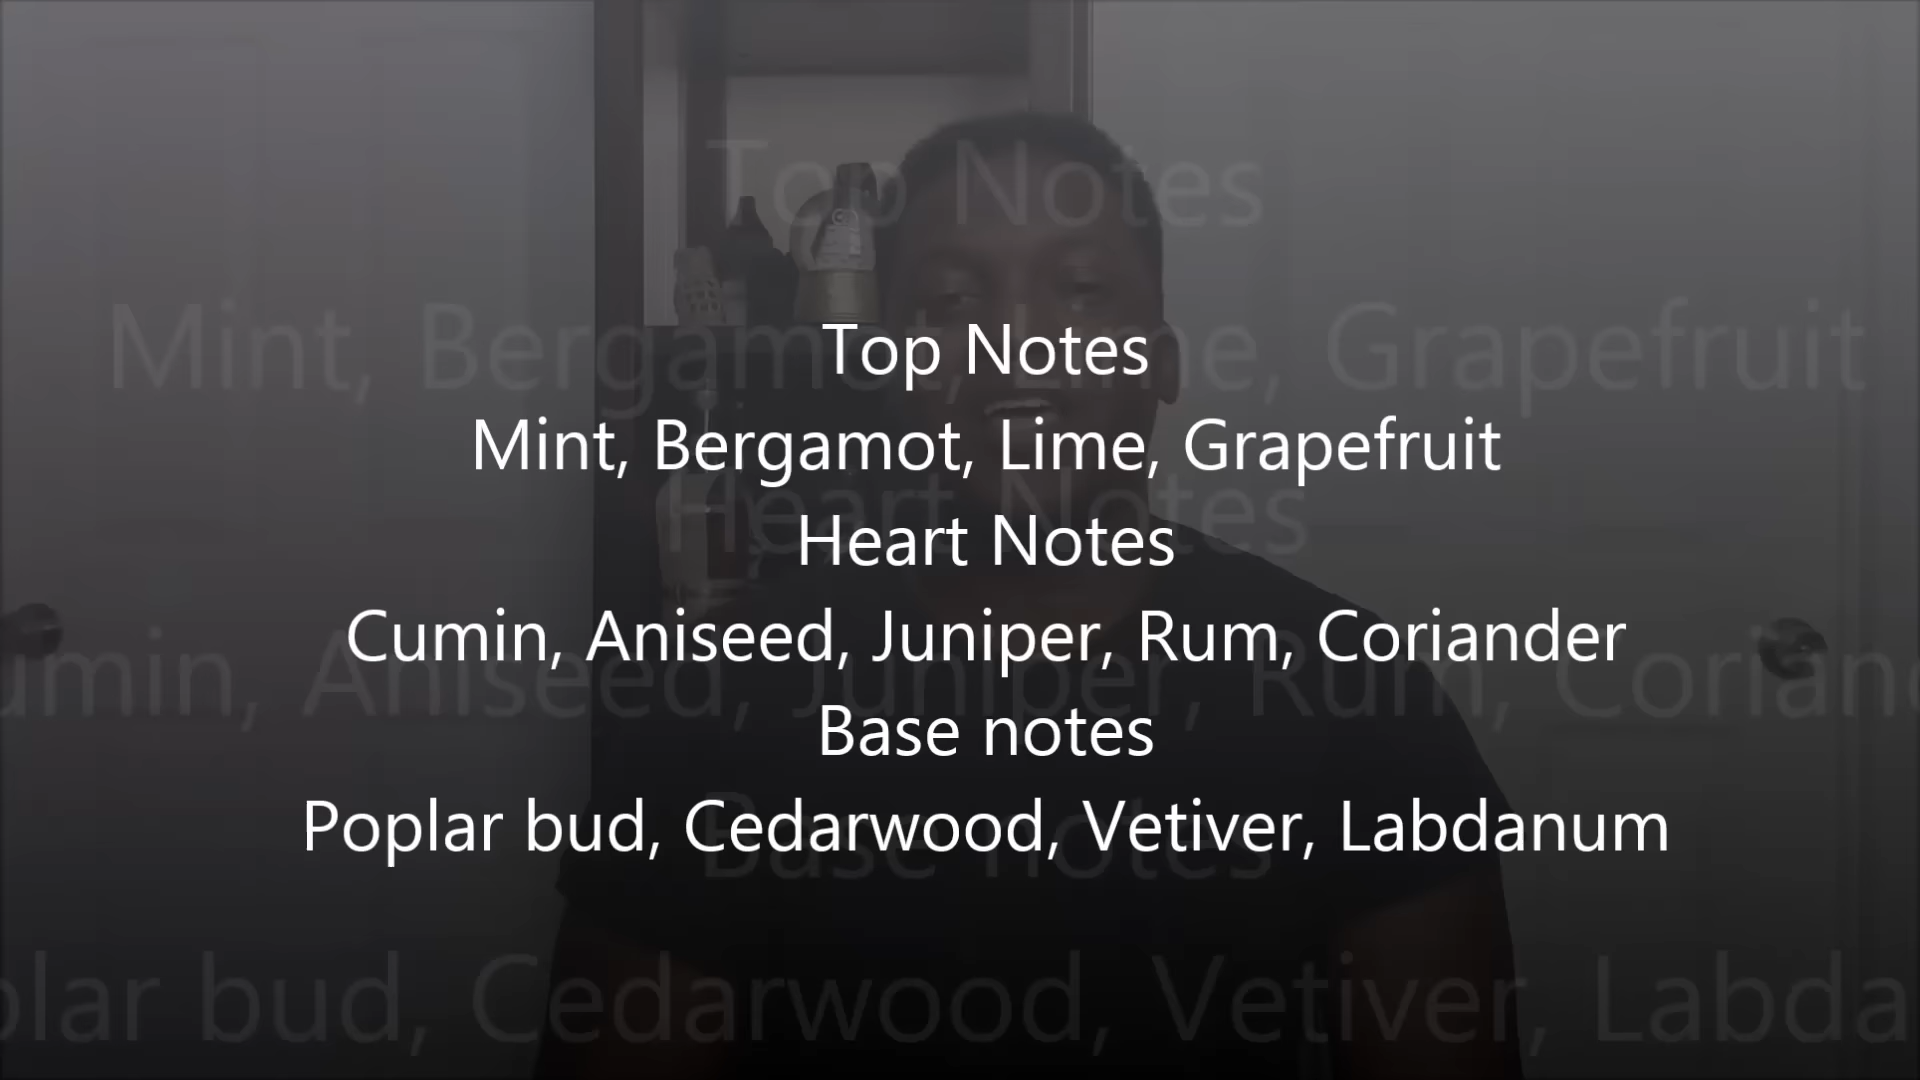 Top Notes
Mint, Bergamot, Lime, Grapefruit
Heart Notes
Cumin, Aniseed, Juniper, Rum, Coriander
Base notes
Poplar bud, Cedarwood, Vetiver, Labdanum